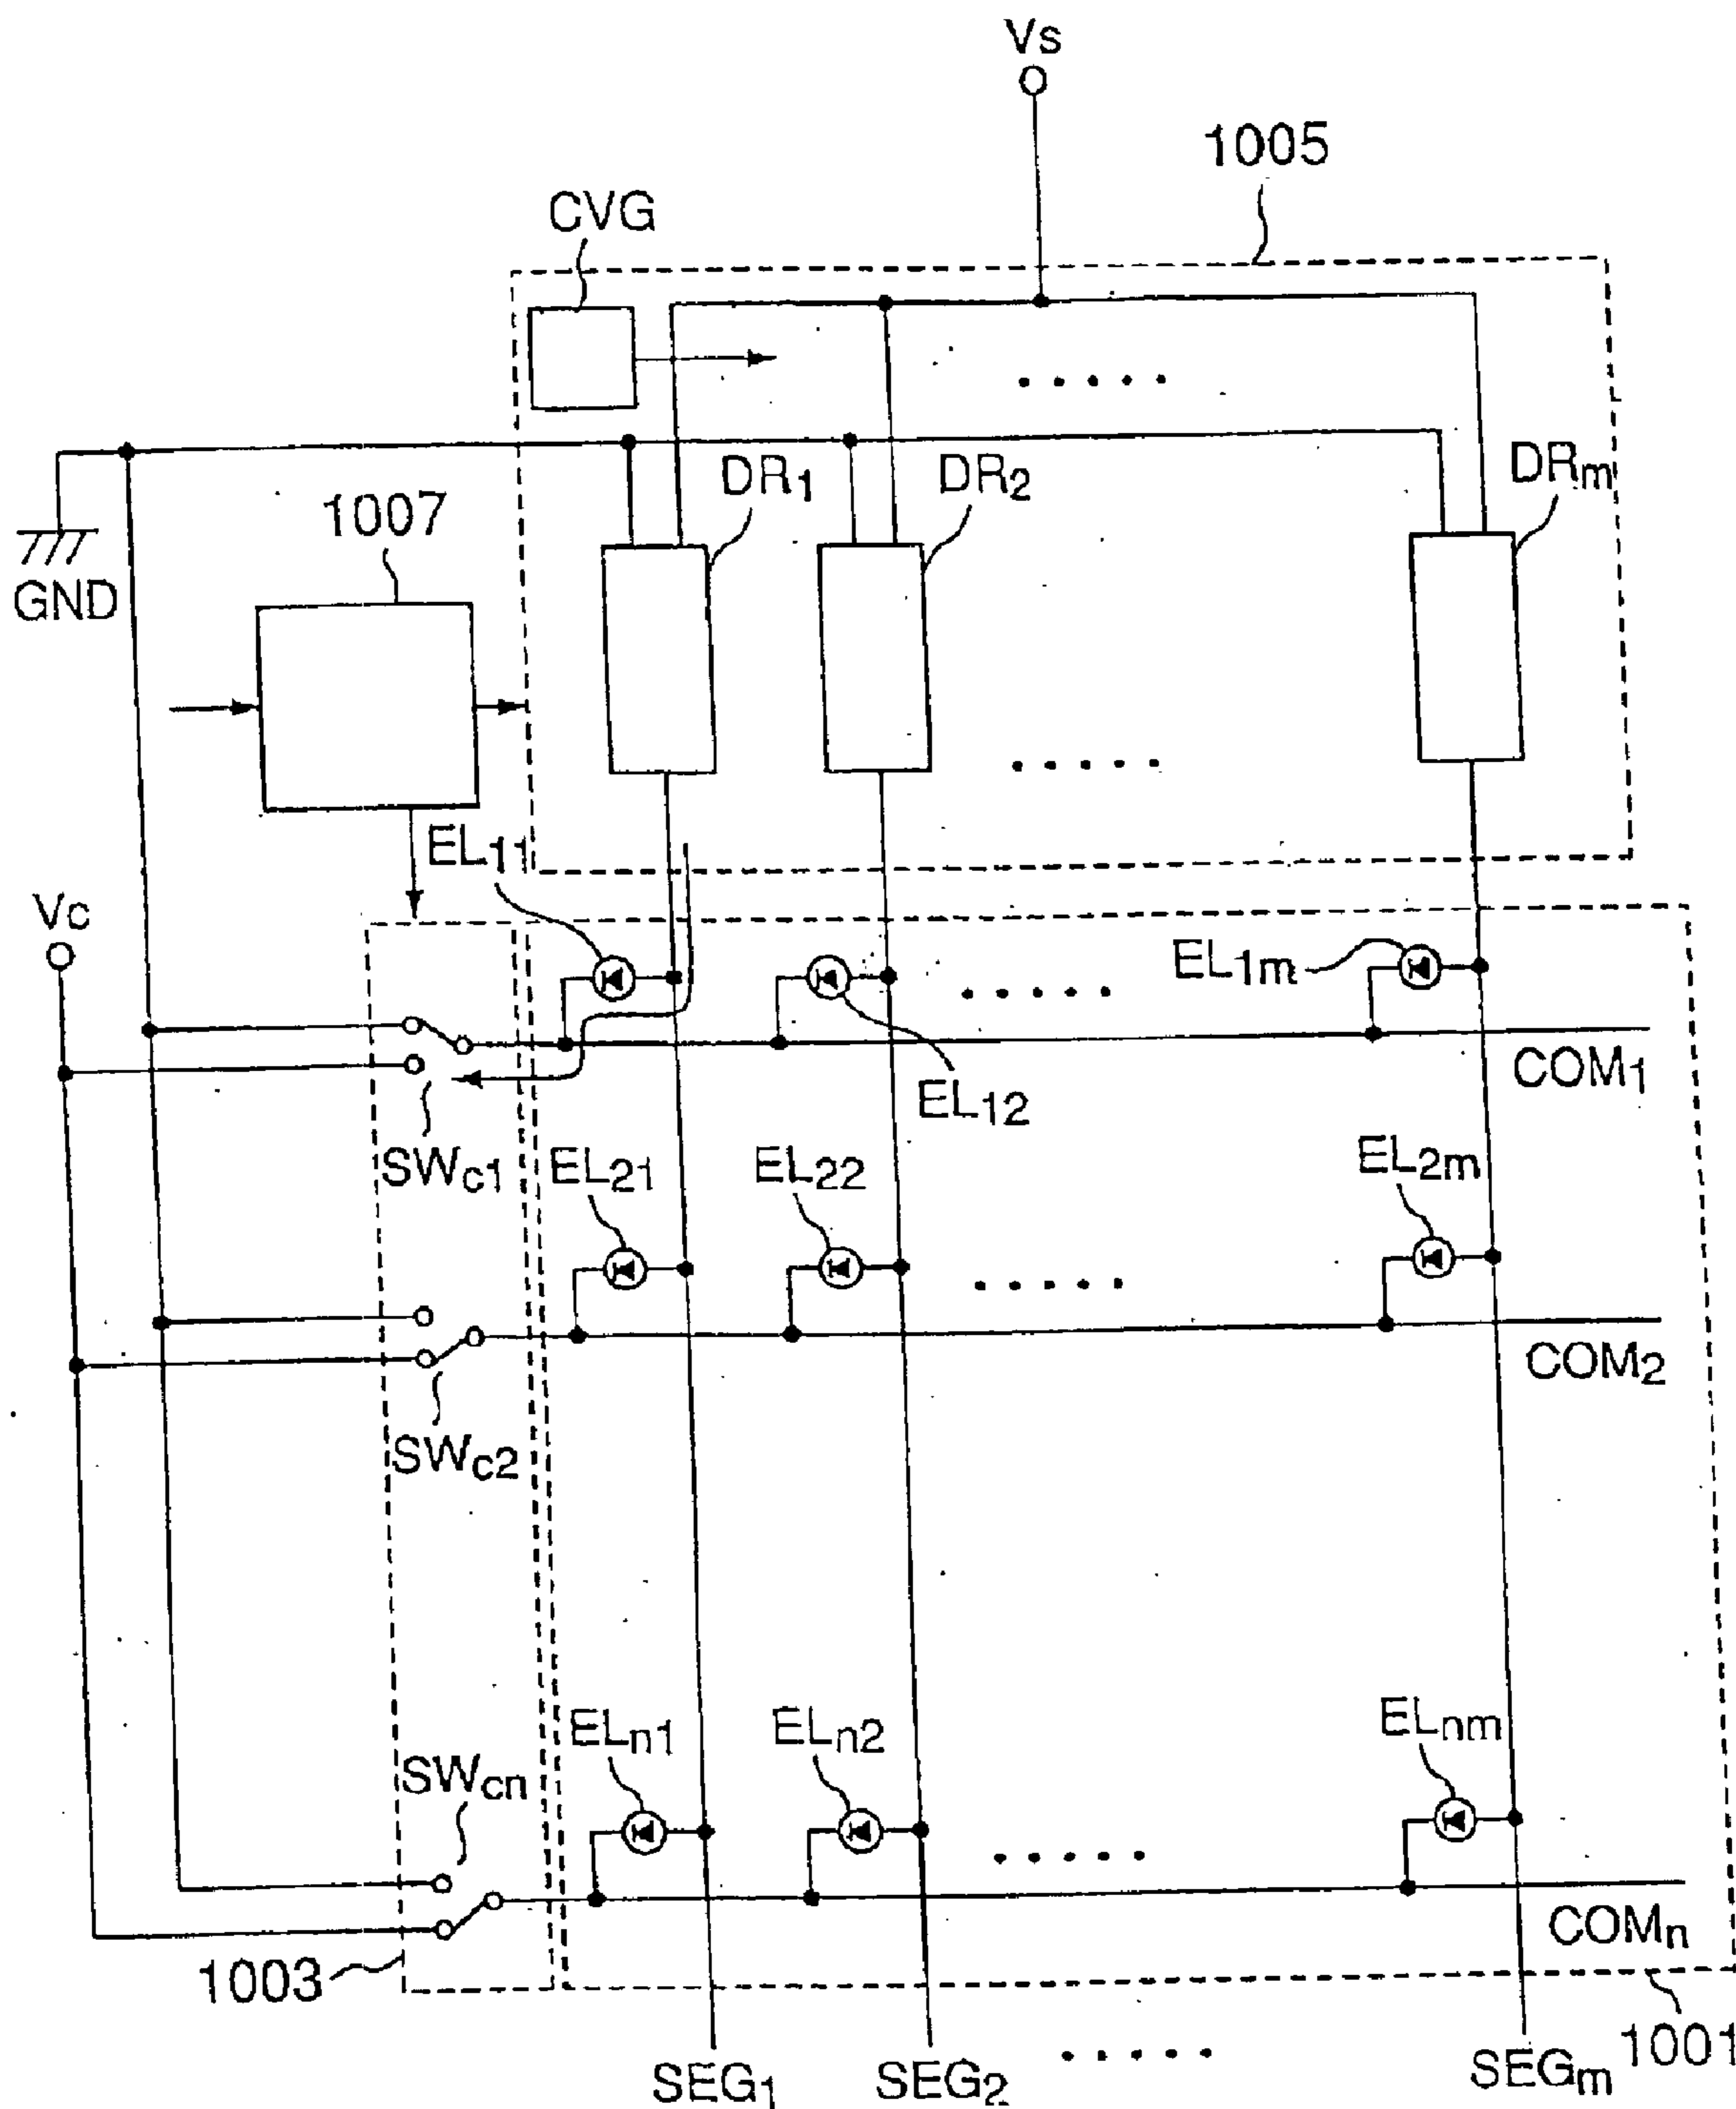 Vs
1005
CVG
DR1
DR2
DRm
1007
GND
EL11
Vc
EL1m
COM1
EL12
SWc1
EL21
EL22
EL2m
COM2
SWc2
ELn1
ELn2
ELnm
SWcn
COMn
1003
1001
SEG1
SEG2
SEGm